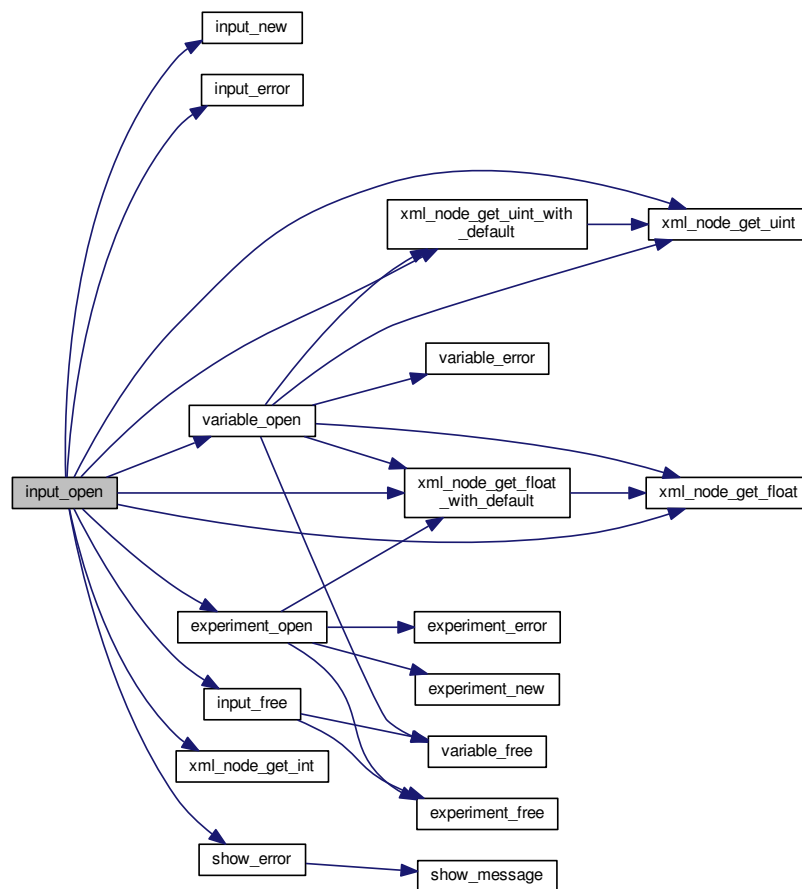 input_new
input_error
xml_node_get_uint_with
_default
xml_node_get_uint
variable_error
variable_open
input_open
xml_node_get_float
_with_default
xml_node_get_float
experiment_open
experiment_error
experiment_new
input_free
variable_free
xml_node_get_int
experiment_free
show_error
show_message